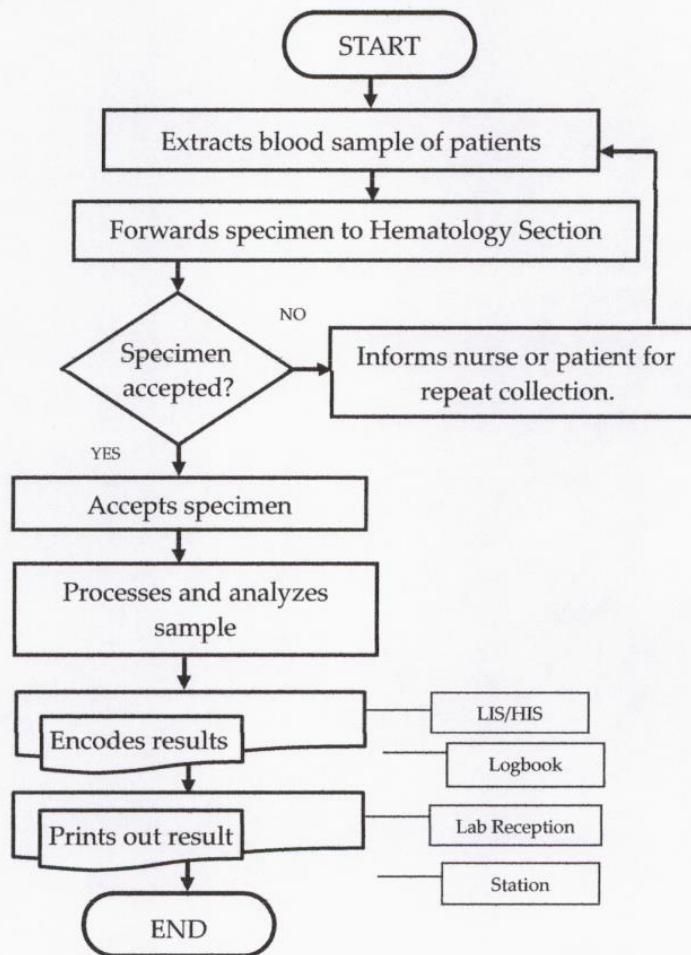 START
Extracts blood sample of patients
Forwards specimen to Hematology Section
NO
Specimen
accepted?
Informs nurse or patient for
repeat collection.
YES
Accepts specimen
Processes and analyzes
sample
LIS/HIS
Encodes results
Logbook
Lab Reception
Prints out result
Station
END